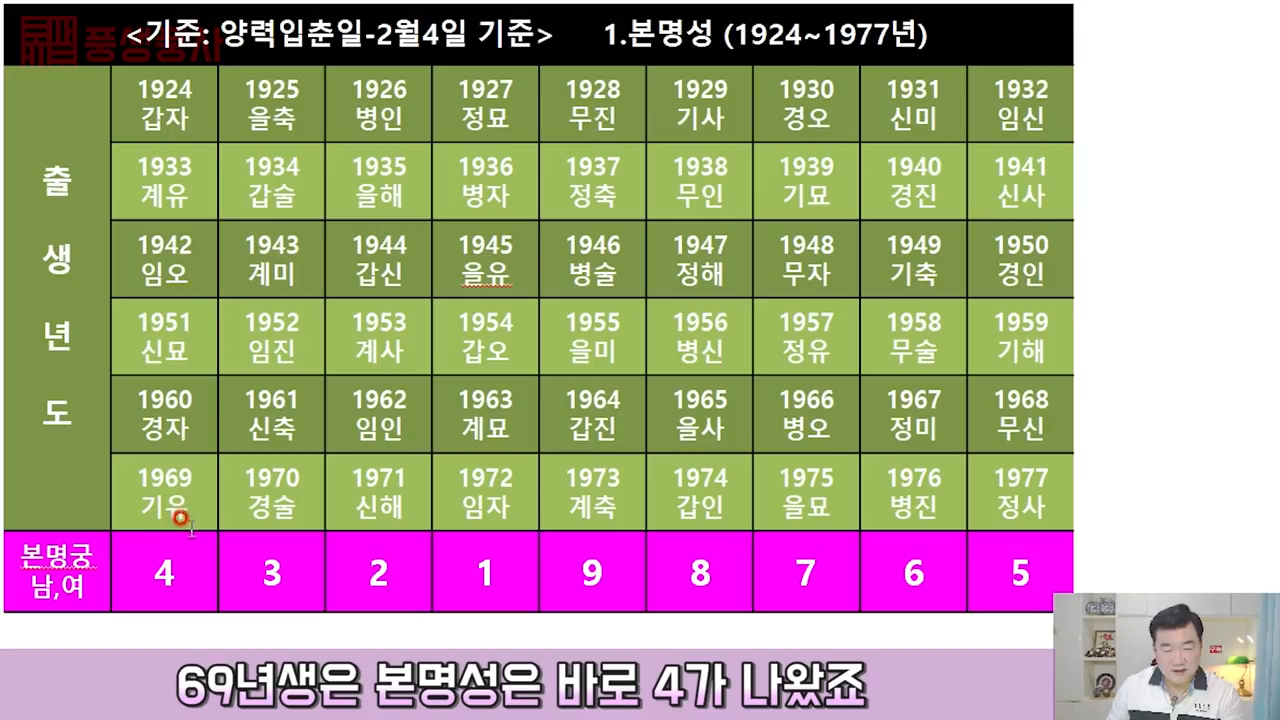 풍성명사
<기준: 양력입춘일-2월4일 기준> 1.본명성 (1924~1977년)
출생년도
1924 1925 1926 1927 1928 1929 1930 1931 1932
갑자 을축 병인 정묘 무진 기사 경오 신미 임신
1933 1934 1935 1936 1937 1938 1939 1940 1941
계유 갑술 을해 병자 정축 무인 기묘 경진 신사
1942 1943 1944 1945 1946 1947 1948 1949 1950
임오 계미 갑신 을유 병술 정해 무자 기축 경인
1951 1952 1953 1954 1955 1956 1957 1958 1959
신묘 임진 계사 갑오 을미 병신 정유 무술 기해
1960 1961 1962 1963 1964 1965 1966 1967 1968
경자 신축 임인 계묘 갑진 을사 병오 정미 무신
1969 1970 1971 1972 1973 1974 1975 1976 1977
기유 경술 신해 임자 계축 갑인 을묘 병진 정사
본명궁
남,여
4 3 2 1 9 8 7 6 5
69년생은 본명성은 바로 4가 나왔죠